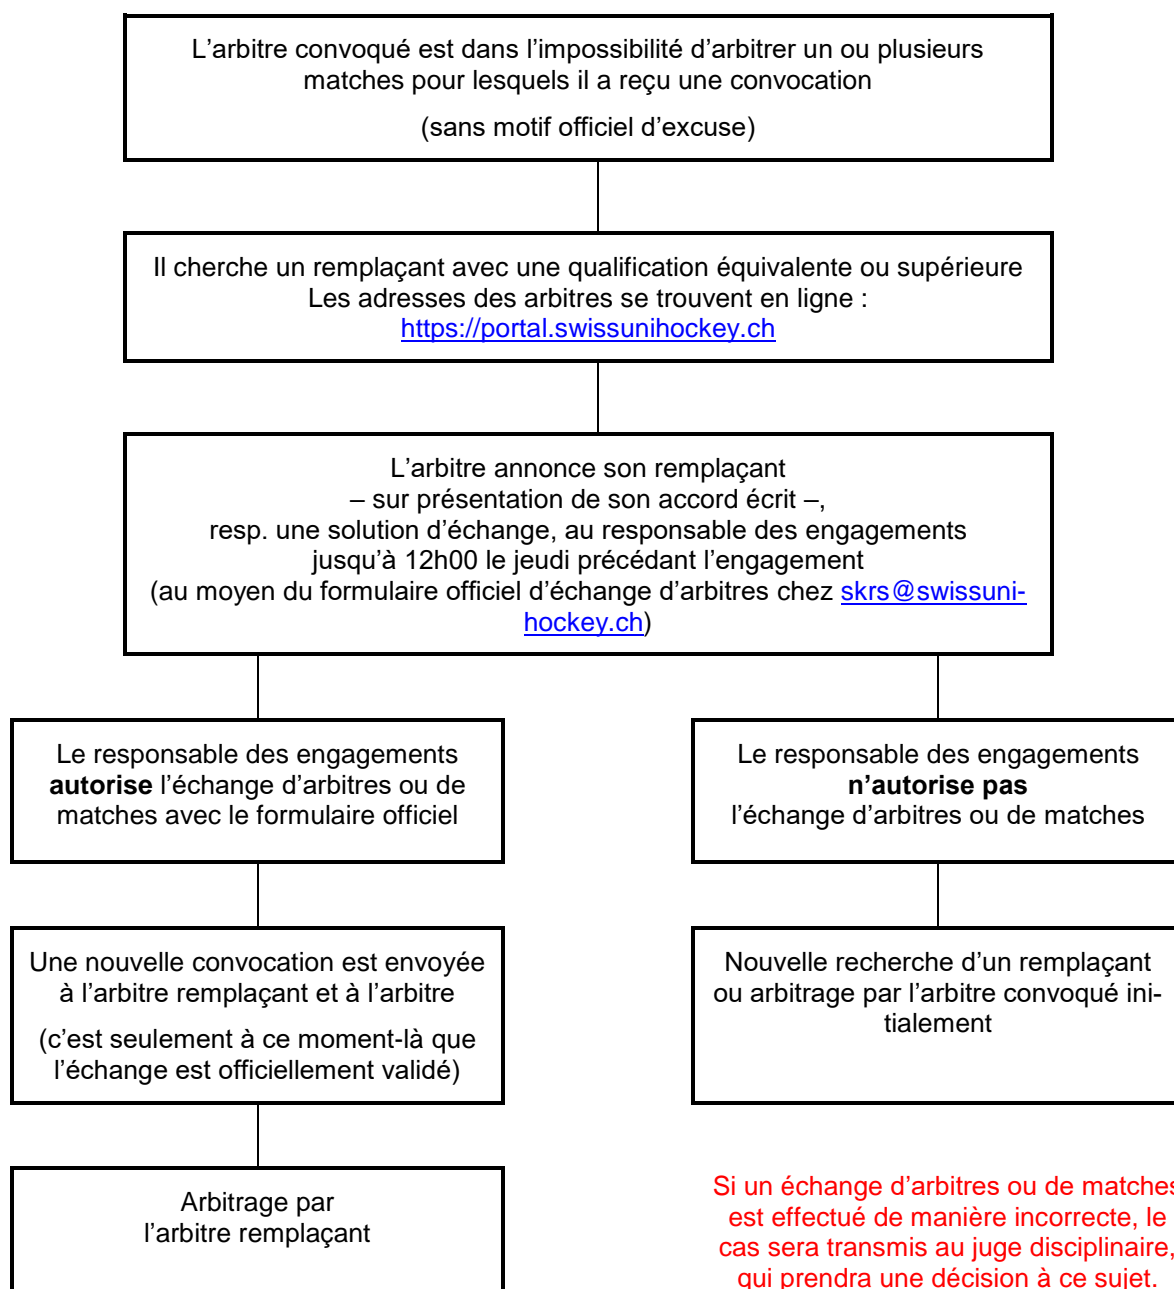 L’arbitre convoqué est dans l’impossibilité d’arbitrer un ou plusieurs
matches pour lesquels il a reçu une convocation
(sans motif officiel d’excuse)
Il cherche un remplaçant avec une qualification équivalente ou supérieure
Les adresses des arbitres se trouvent en ligne :
https://portal.swissunihockey.ch
L’arbitre annonce son remplaçant
– sur présentation de son accord écrit –,
resp. une solution d’échange, au responsable des engagements
jusqu’à 12h00 le jeudi précédant l’engagement
(au moyen du formulaire officiel d’échange d’arbitres chez skrs@swissuni-
hockey.ch)
Le responsable des engagements
autorise l’échange d’arbitres ou de
matches avec le formulaire officiel
Le responsable des engagements
n’autorise pas
l’échange d’arbitres ou de matches
Une nouvelle convocation est envoyée
à l’arbitre remplaçant et à l’arbitre
(c’est seulement à ce moment-là que
l’échange est officiellement validé)
Nouvelle recherche d’un remplaçant
ou arbitrage par l’arbitre convoqué ini-
tialement
Arbitrage par
l’arbitre remplaçant
Si un échange d’arbitres ou de matches
est effectué de manière incorrecte, le
cas sera transmis au juge disciplinaire,
qui prendra une décision à ce sujet.